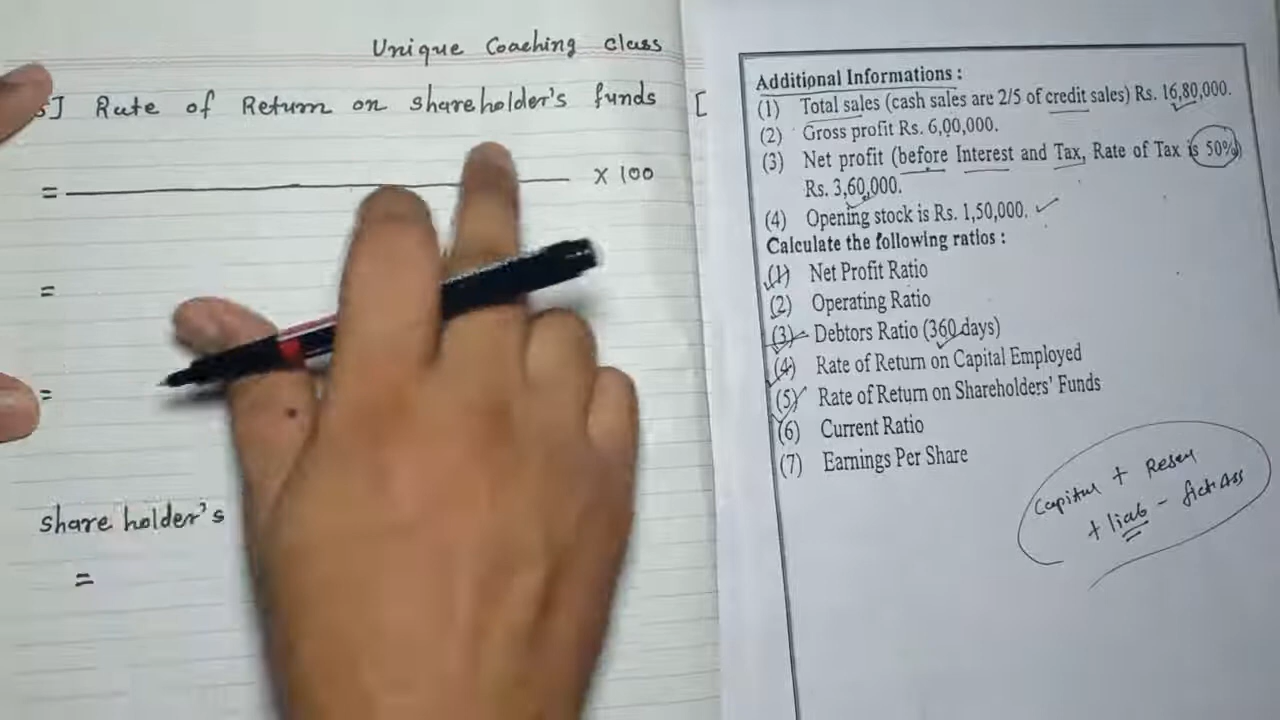 Unique Coaching class
5] Rate of Return on shareholder's funds [
= x 100
=
=
share holder's
=
Additional Informations :
(1) Total sales (cash sales are 2/5 of credit sales) Rs. 16,80,000.
(2) Gross profit Rs. 6,00,000.
(3) Net profit (before Interest and Tax, Rate of Tax is 50%)
Rs. 3,60,000.
(4) Opening stock is Rs. 1,50,000.
Calculate the following ratios :
(1) Net Profit Ratio
(2) Operating Ratio
(3) Debtors Ratio (360 days)
(4) Rate of Return on Capital Employed
(5) Rate of Return on Shareholders' Funds
(6) Current Ratio
(7) Earnings Per Share
Capital + Reser
+ liab - fict Ass